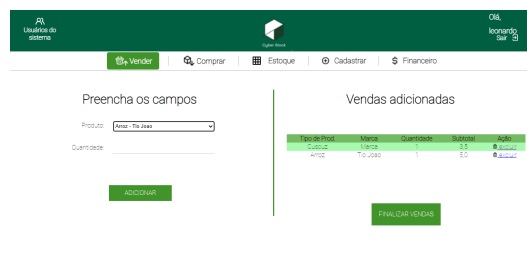 Usuários do
sistema
Olá,
leonardo
Sair
Cyber Stock
Vender
Comprar
Estoque
Cadastrar
$ Financeiro
Preencha os campos
Produto:
Arroz - Tio Joao
Quantidade:
ADICIONAR
Vendas adicionadas
Tipo de Prod. Marca Quantidade Subtotal Ação
Cuscuz Marca 1 3,5 excluir
Arroz Tio Joao 1 5,0 excluir
FINALIZAR VENDAS